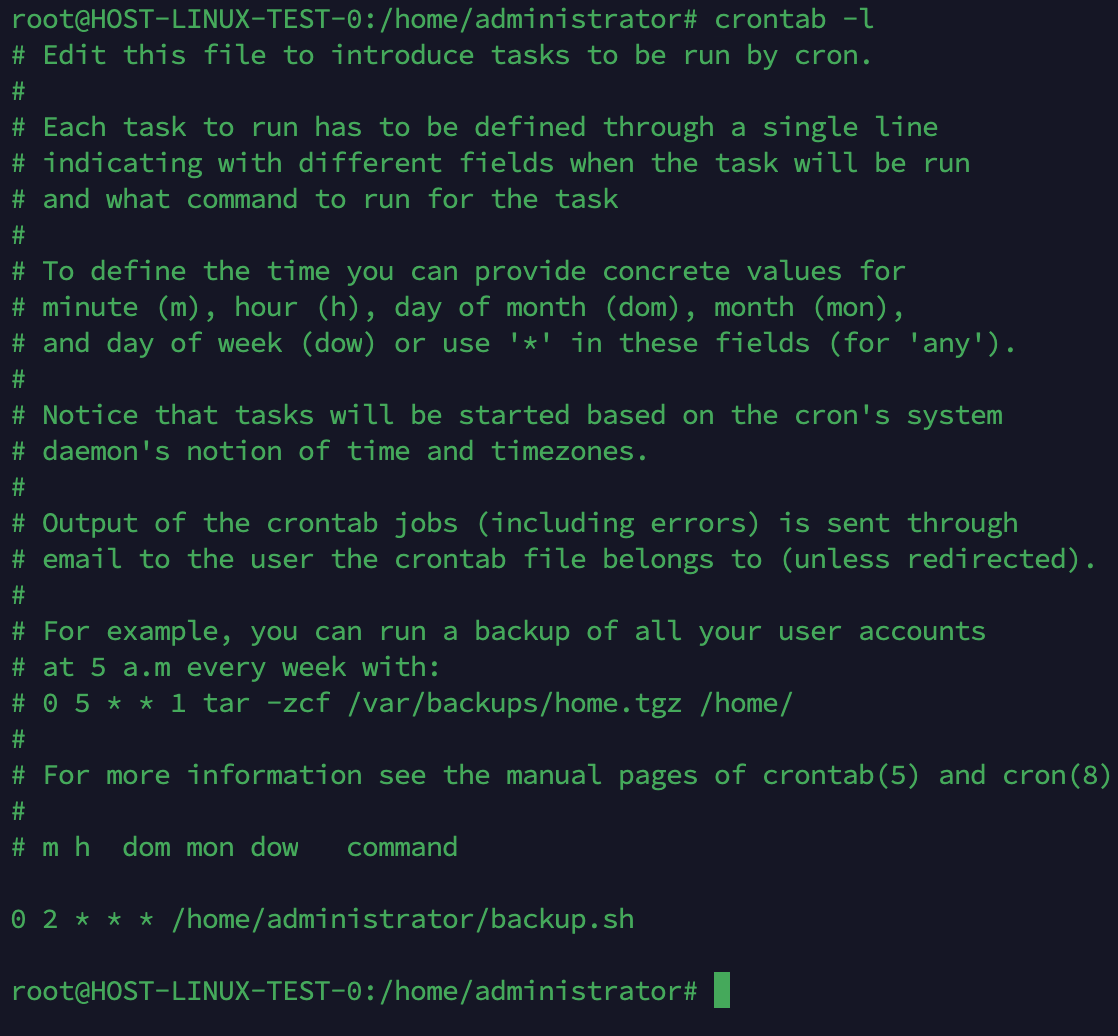 root@HOST-LINUX-TEST-0:/home/administrator# crontab -l
# Edit this file to introduce tasks to be run by cron.
#
# Each task to run has to be defined through a single line
# indicating with different fields when the task will be run
# and what command to run for the task
#
# To define the time you can provide concrete values for
# minute (m), hour (h), day of month (dom), month (mon),
# and day of week (dow) or use '*' in these fields (for 'any').
#
# Notice that tasks will be started based on the cron's system
# daemon's notion of time and timezones.
#
# Output of the crontab jobs (including errors) is sent through
# email to the user the crontab file belongs to (unless redirected).
#
# For example, you can run a backup of all your user accounts
# at 5 a.m every week with:
# 0 5 * * 1 tar -zcf /var/backups/home.tgz /home/
#
# For more information see the manual pages of crontab(5) and cron(8)
#
# m h  dom mon dow   command

0 2 * * * /home/administrator/backup.sh

root@HOST-LINUX-TEST-0:/home/administrator#